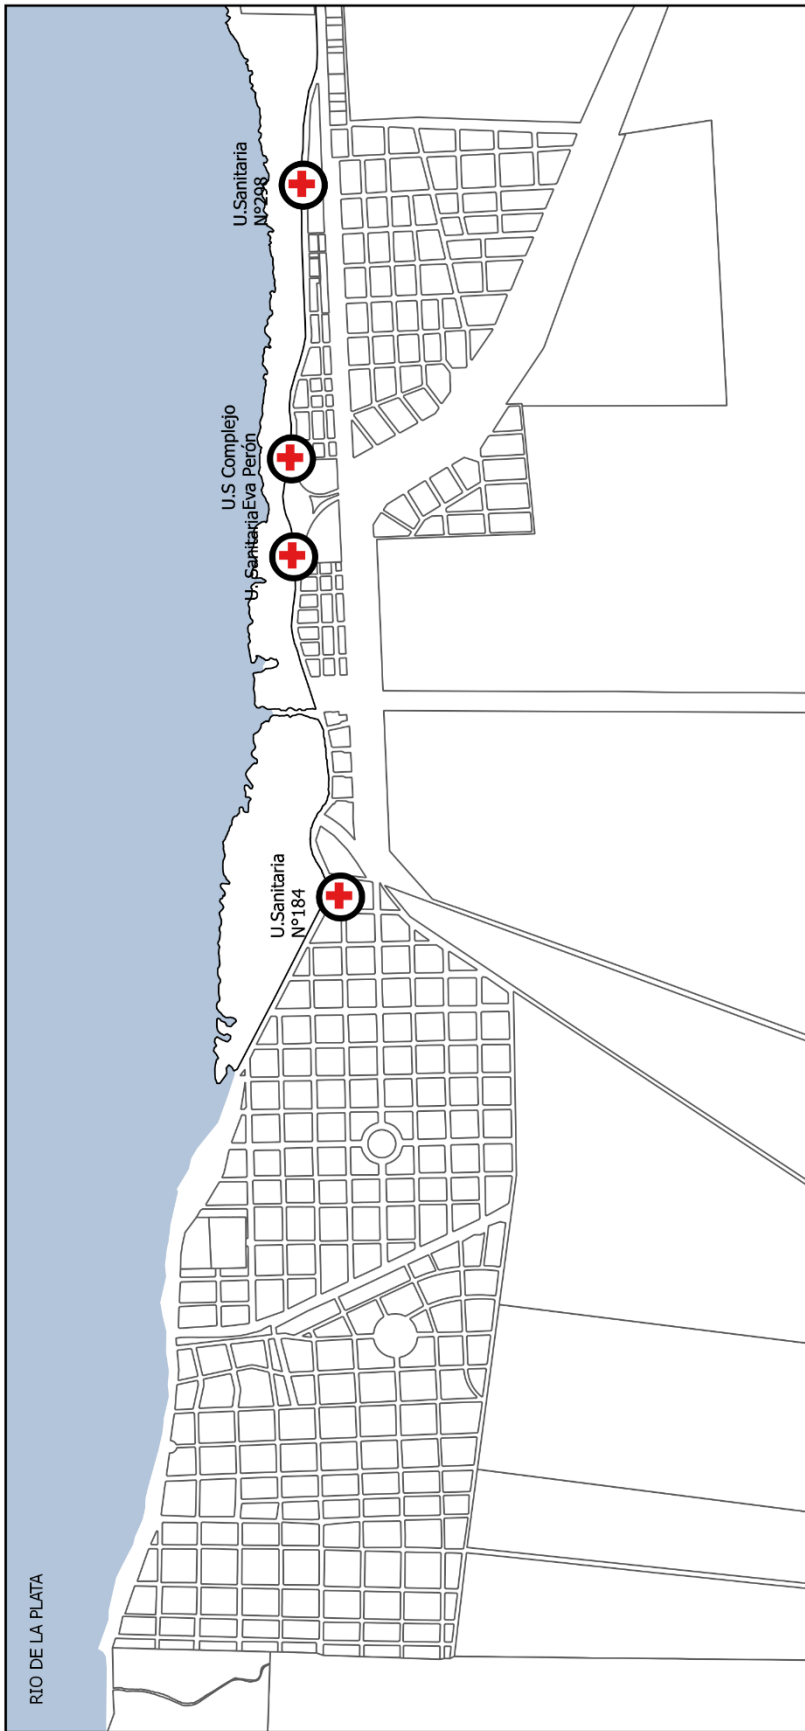 U.Sanitaria
N°298
U.S Complejo
Eva Perón
U. Sanitaria
U.Sanitaria
N°184
RIO DE LA PLATA